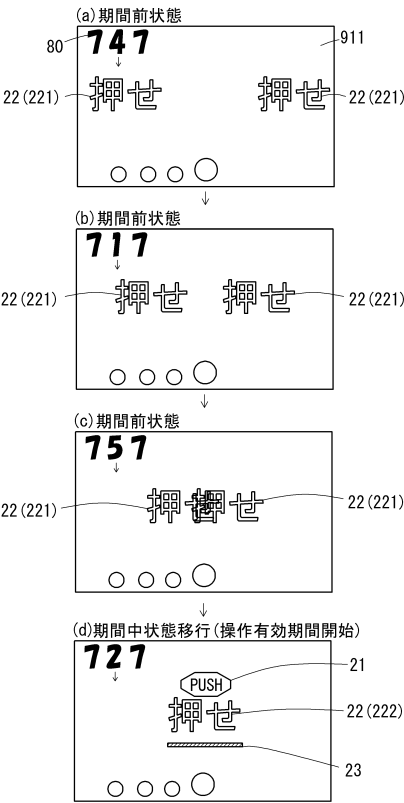 (a)期間前状態
80 747 911
22(221) 押せ 押せ 22(221)
(b)期間前状態
717
22(221) 押せ 押せ 22(221)
(c)期間前状態
757
22(221) 押せ 押せ 22(221)
(d)期間中状態移行(操作有効期間開始)
727
PUSH 21
押せ 22(222)
23